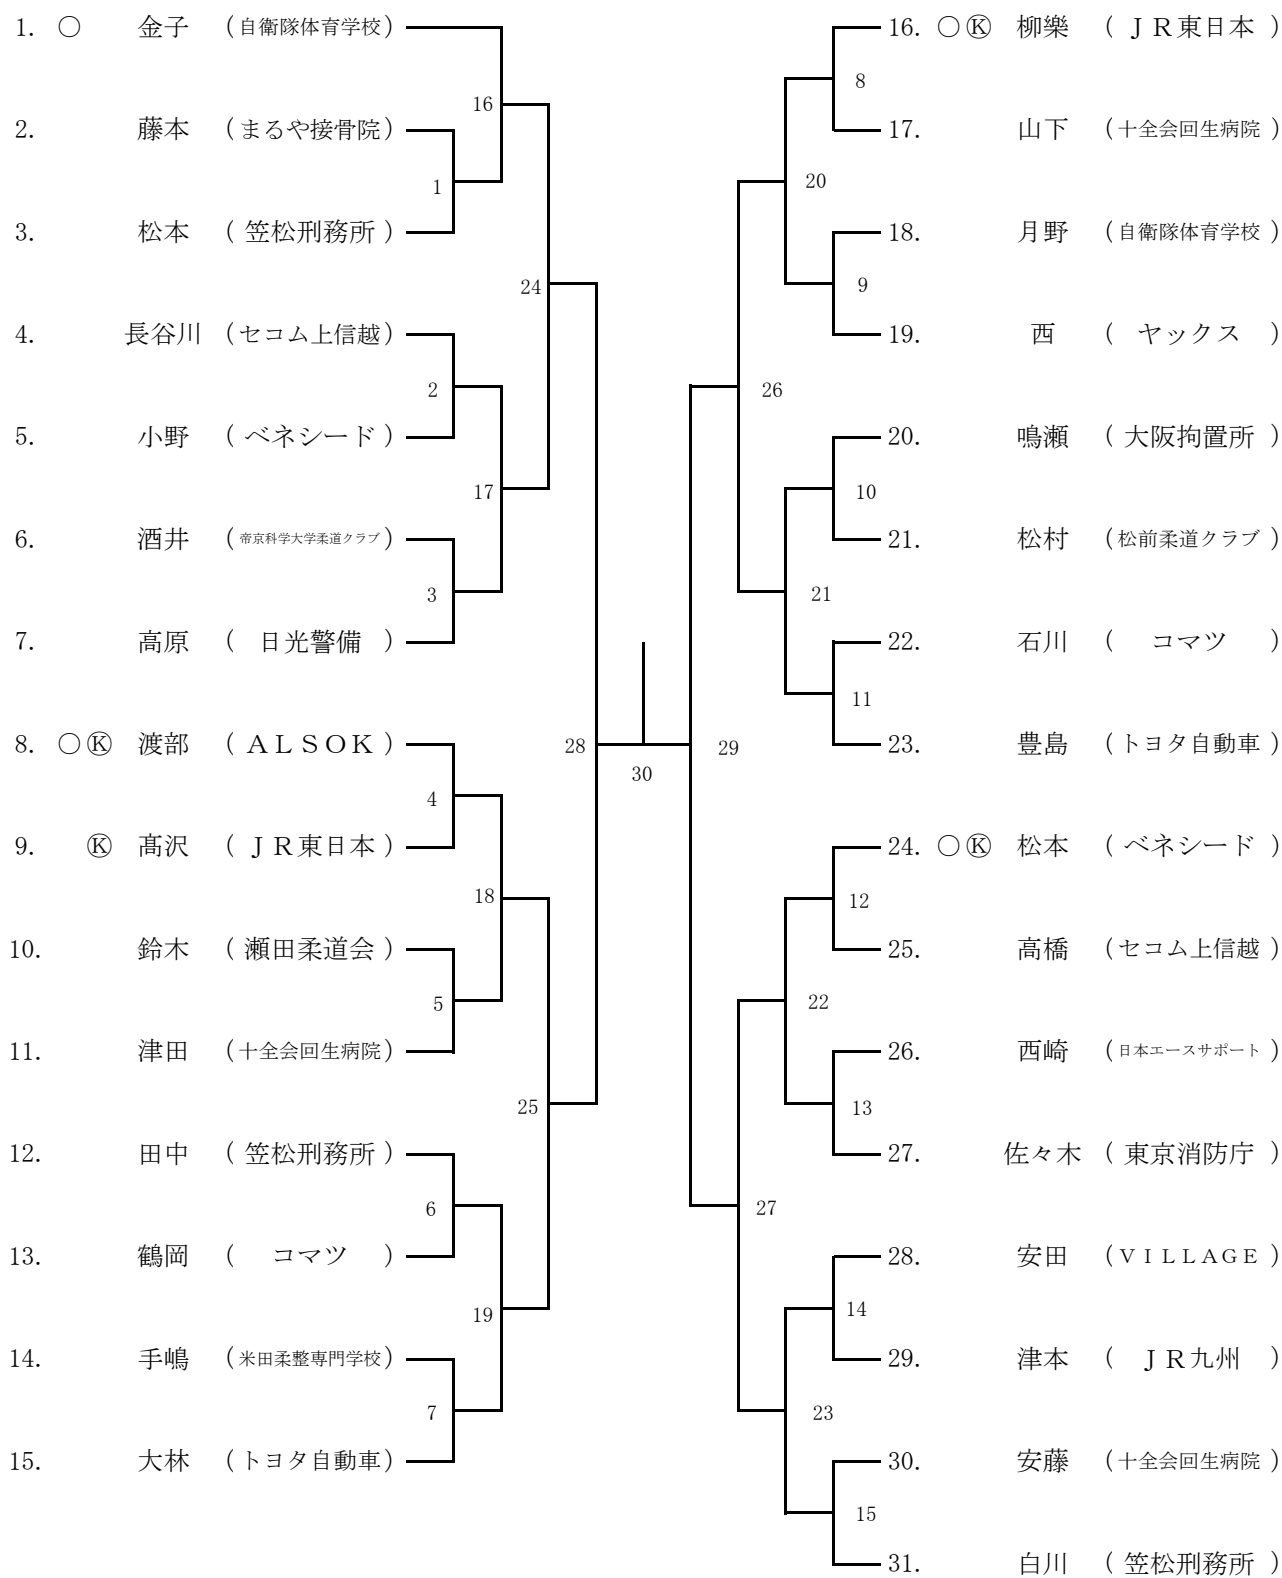 1. ○ 金子 (自衛隊体育学校)
16
2. 藤本 (まるや接骨院)
1
3. 松本 (笠松刑務所)
24
4. 長谷川 (セコム上信越)
2
5. 小野 (ベネシード)
17
6. 酒井 (帝京科学大学柔道クラブ)
3
7. 高原 (日光警備)
28
8. ○Ⓚ 渡部 (ALSOK)
4
9. Ⓚ 髙沢 (JR東日本)
18
10. 鈴木 (瀬田柔道会)
5
11. 津田 (十全会回生病院)
25
12. 田中 (笠松刑務所)
6
13. 鶴岡 (コマツ)
19
14. 手嶋 (米田柔整専門学校)
7
15. 大林 (トヨタ自動車)
30
16. ○Ⓚ 柳樂 (JR東日本)
8
17. 山下 (十全会回生病院)
20
18. 月野 (自衛隊体育学校)
9
19. 西 (ヤックス)
26
20. 鳴瀬 (大阪拘置所)
10
21. 松村 (松前柔道クラブ)
21
22. 石川 (コマツ)
11
23. 豊島 (トヨタ自動車)
29
24. ○Ⓚ 松本 (ベネシード)
12
25. 高橋 (セコム上信越)
22
26. 西崎 (日本エースサポート)
13
27. 佐々木 (東京消防庁)
27
28. 安田 (VILLAGE)
14
29. 津本 (JR九州)
23
30. 安藤 (十全会回生病院)
15
31. 白川 (笠松刑務所)